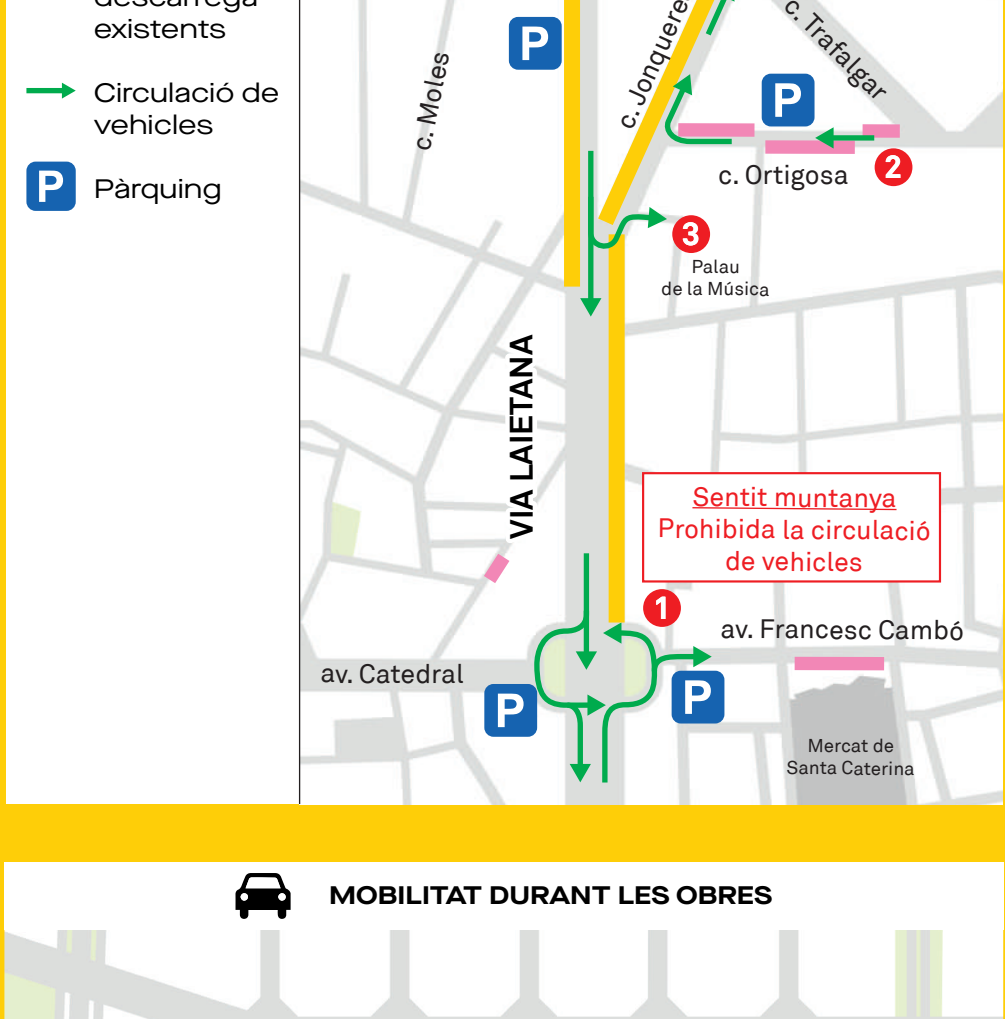 descàrrega
existents
Circulació de
vehicles
P
Pàrquing
P
c. Moles
c. Jonqueres
c. Trafalgar
P
c. Ortigosa
2
3
Palau
de la Música
VIA LAIETANA
Sentit muntanya
Prohibida la circulació
de vehicles
1
av. Francesc Cambó
av. Catedral
P
P
Mercat de
Santa Caterina
MOBILITAT DURANT LES OBRES